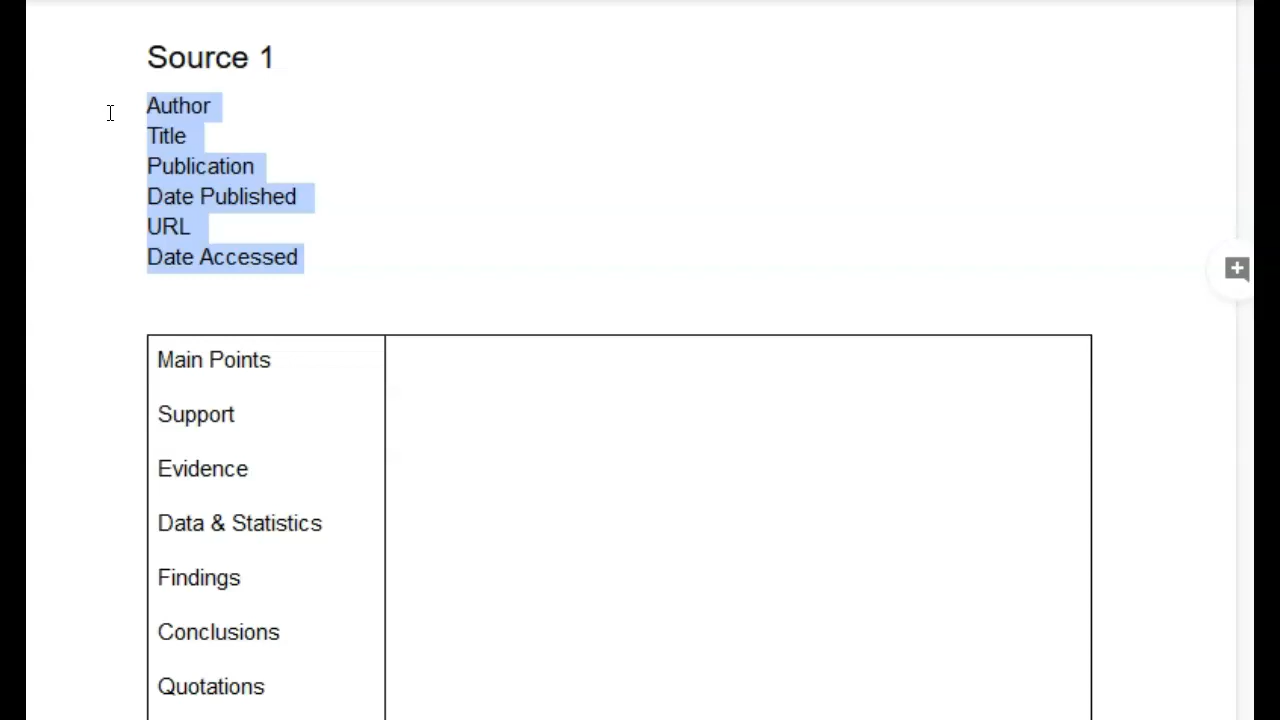 Source 1
Author
Title
Publication
Date Published
URL
Date Accessed
Main Points
Support
Evidence
Data & Statistics
Findings
Conclusions
Quotations